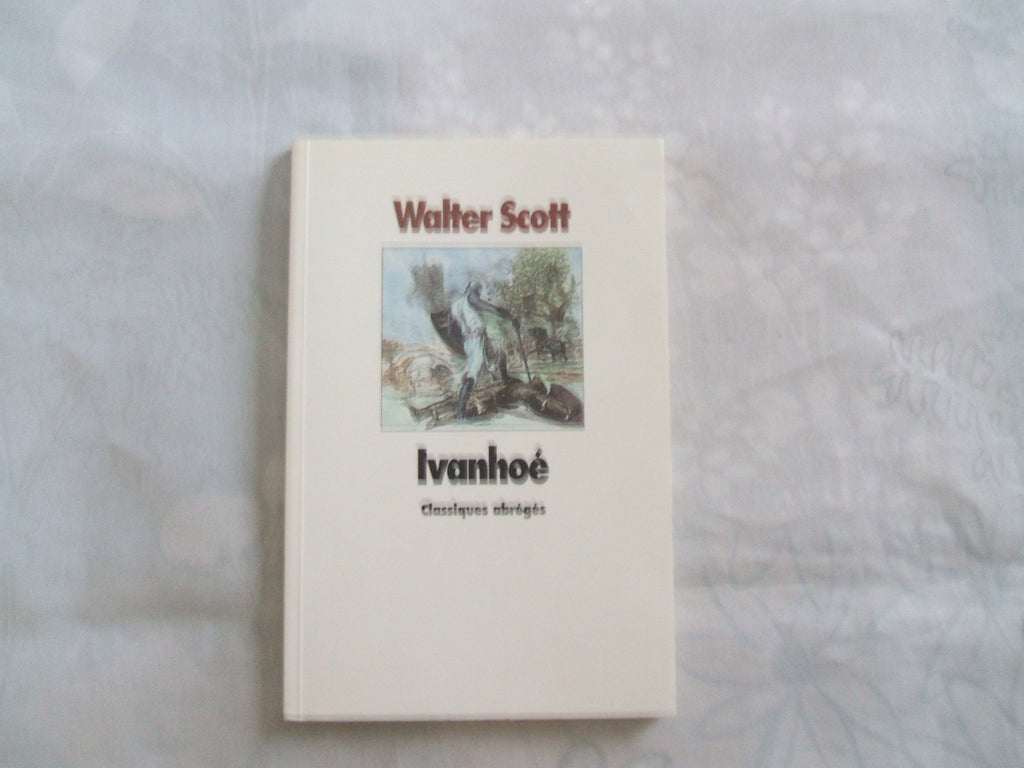 Walter Scott
Ivanhoé
Classiques abrégés